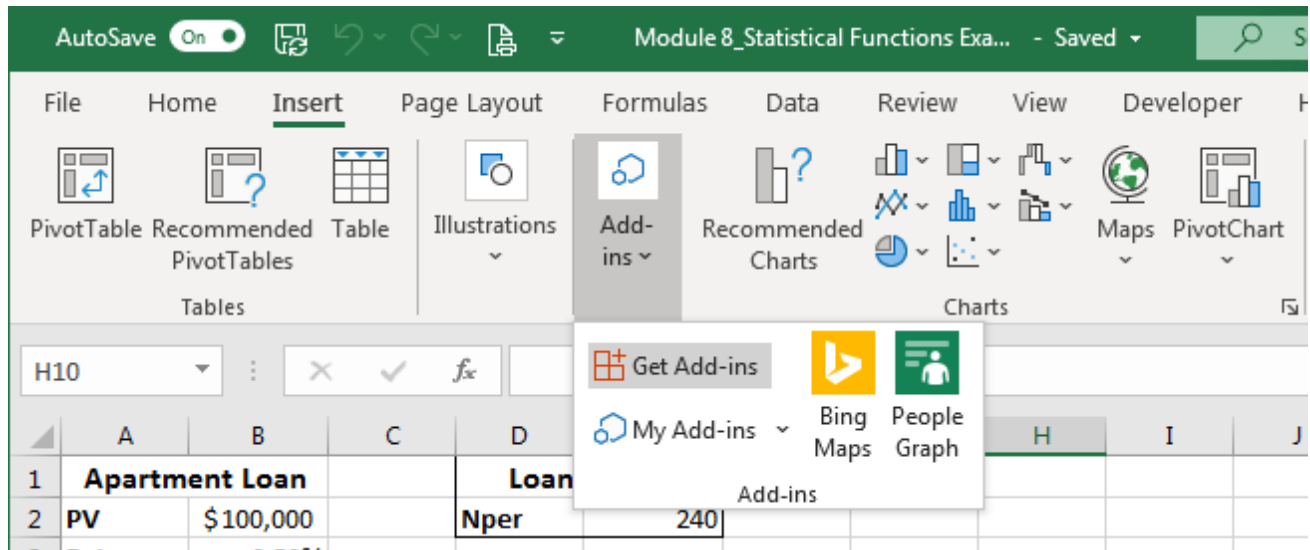 AutoSave On Module 8_Statistical Functions Exa... - Saved S
File Home Insert Page Layout Formulas Data Review View Developer H
PivotTable Recommended Table Illustrations Add- Recommended Maps PivotChart
PivotTables ins Charts
Tables Charts
H10 fx Get Add-ins
My Add-ins Bing People
Maps Graph
Add-ins
A B C D H I J
1 Apartment Loan Loan
2 PV $100,000 Nper 240